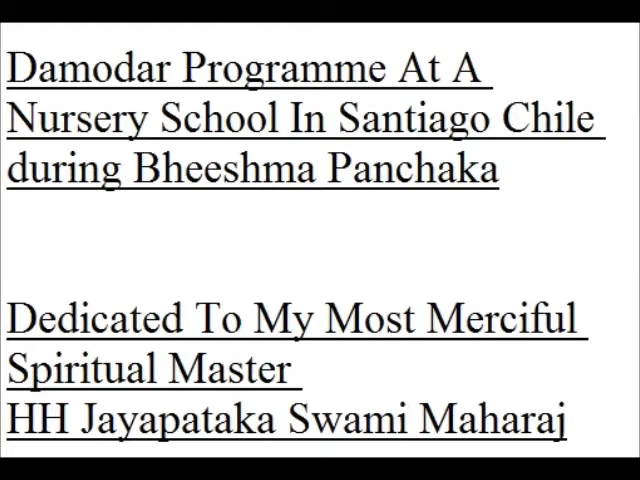 Damodar Programme At A
Nursery School In Santiago Chile
during Bheeshma Panchaka
Dedicated To My Most Merciful
Spiritual Master
HH Jayapataka Swami Maharaj